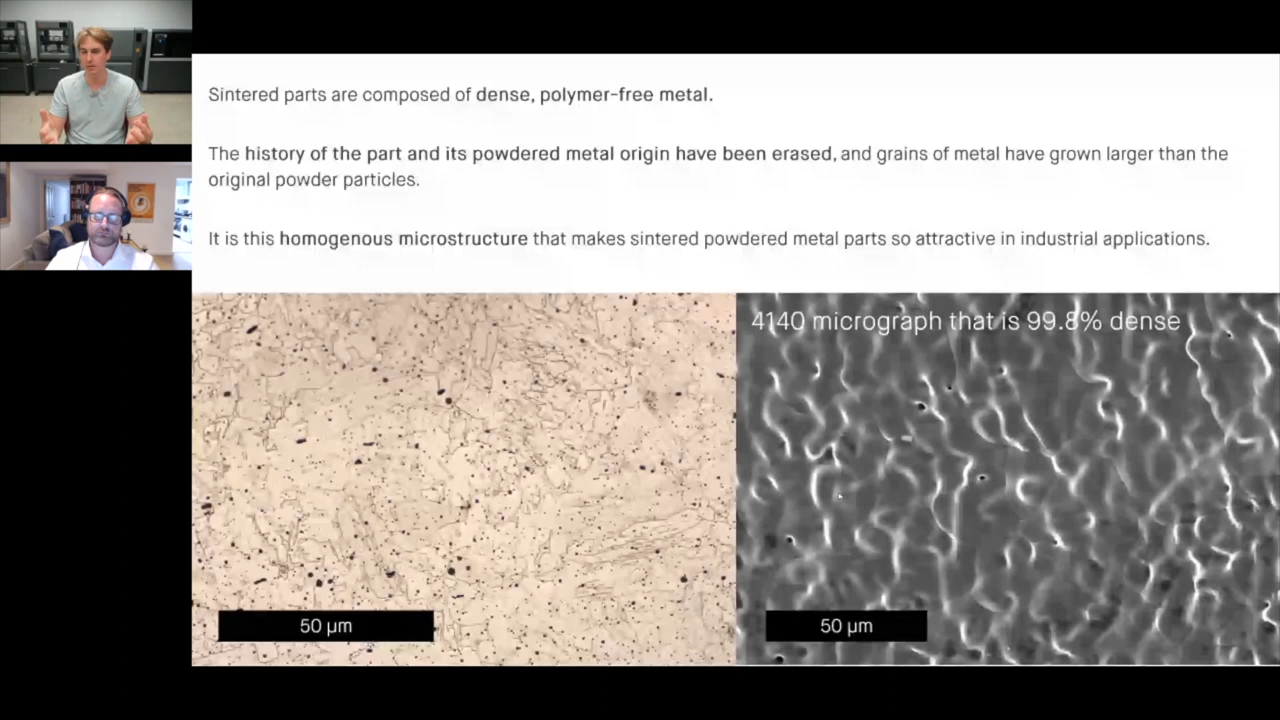 Sintered parts are composed of dense, polymer-free metal.
The history of the part and its powdered metal origin have been erased, and grains of metal have grown larger than the
original powder particles.
It is this homogenous microstructure that makes sintered powdered metal parts so attractive in industrial applications.
4140 micrograph that is 99.8% dense
50 µm
50 µm